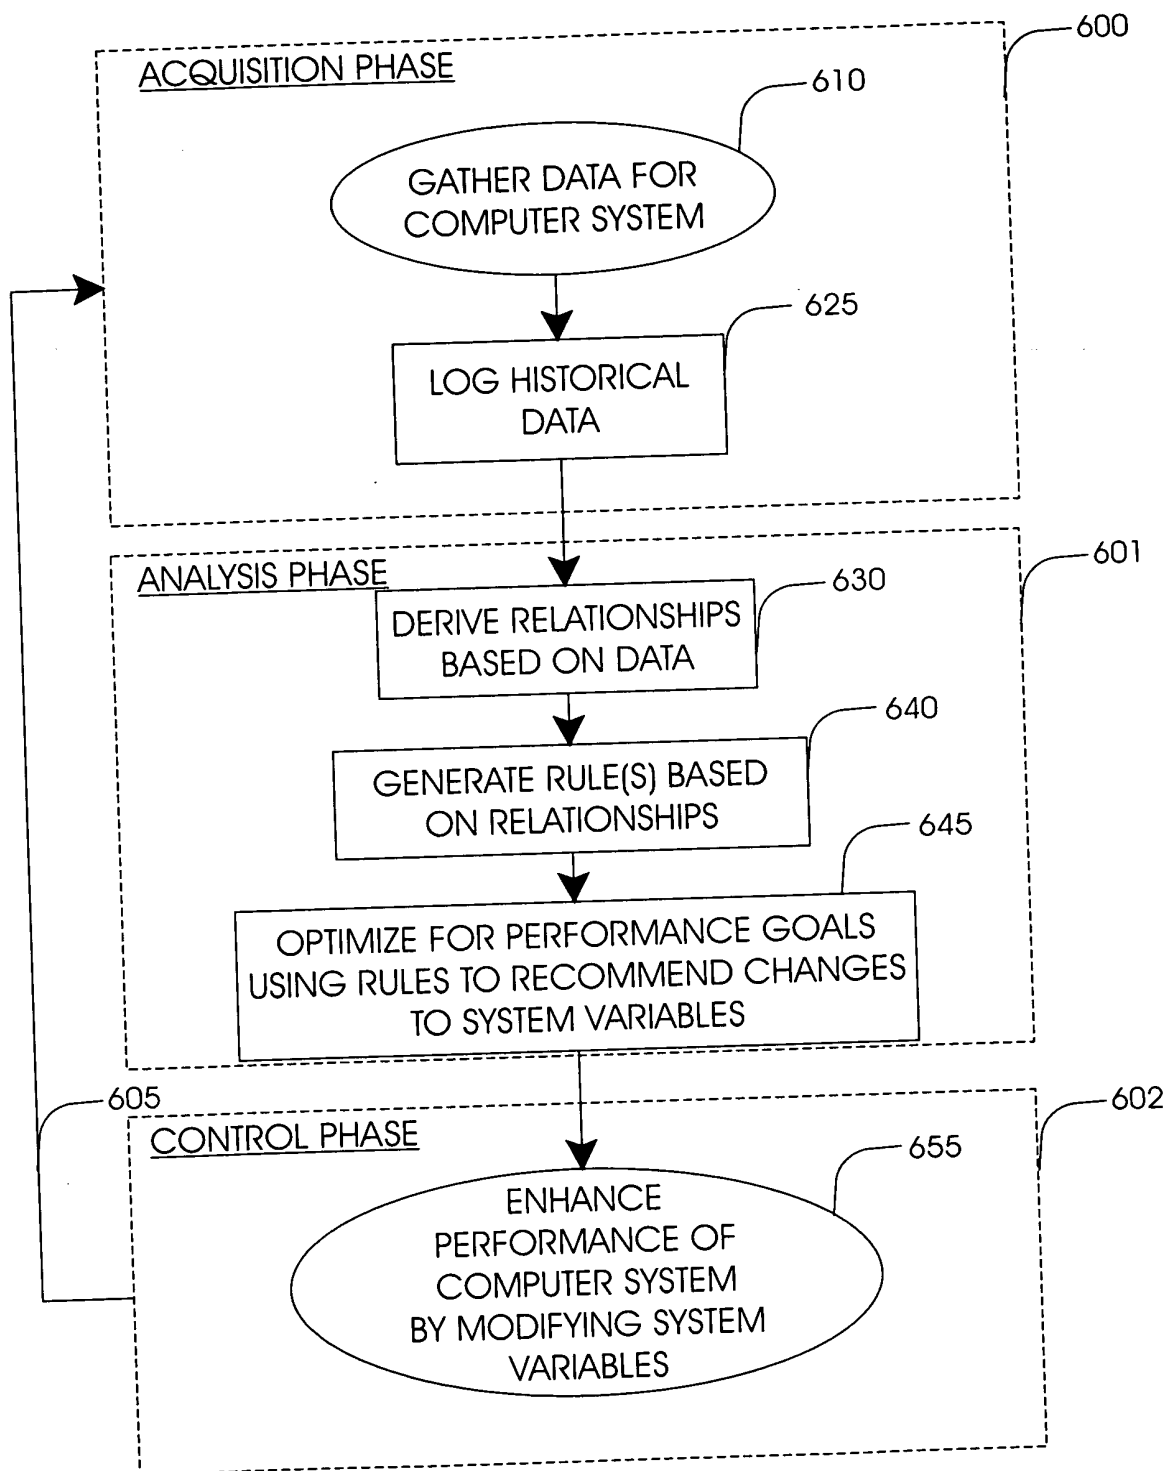 600
ACQUISITION PHASE
610
GATHER DATA FOR
COMPUTER SYSTEM
625
LOG HISTORICAL
DATA
601
ANALYSIS PHASE
630
DERIVE RELATIONSHIPS
BASED ON DATA
640
GENERATE RULE(S) BASED
ON RELATIONSHIPS
645
OPTIMIZE FOR PERFORMANCE GOALS
USING RULES TO RECOMMEND CHANGES
TO SYSTEM VARIABLES
605
602
CONTROL PHASE
655
ENHANCE
PERFORMANCE OF
COMPUTER SYSTEM
BY MODIFYING SYSTEM
VARIABLES